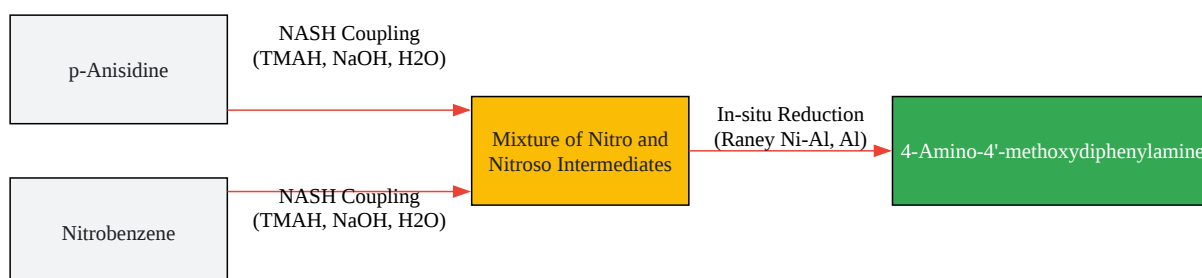 p-Anisidine
NASH Coupling
(TMAH, NaOH, H2O)
Nitrobenzene
NASH Coupling
(TMAH, NaOH, H2O)
Mixture of Nitro and
Nitroso Intermediates
In-situ Reduction
(Raney Ni-Al, Al)
4-Amino-4'-methoxydiphenylamine